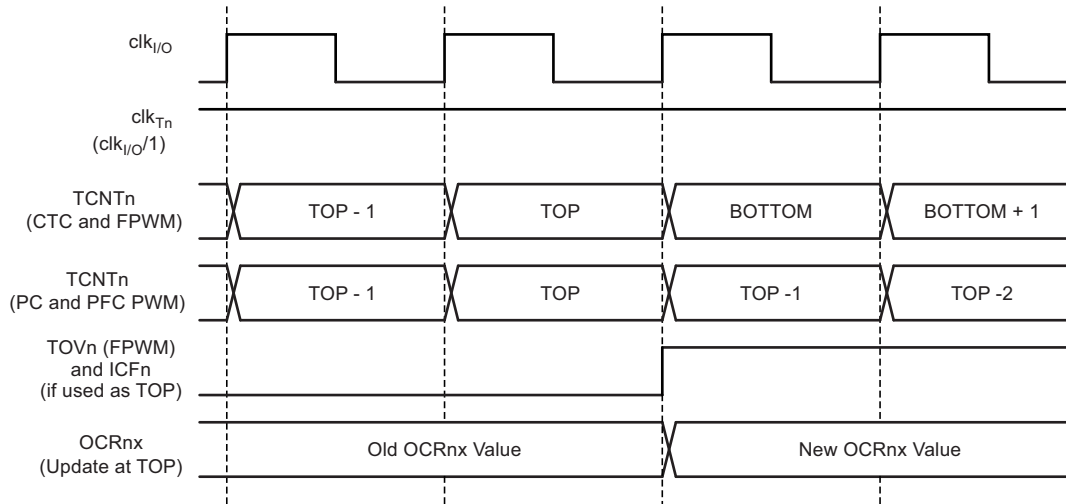 clkI/O
clkTn
(clkI/O/1)
TCNTn
(CTC and FPWM)
TOP - 1
TOP
BOTTOM
BOTTOM + 1
TCNTn
(PC and PFC PWM)
TOP - 1
TOP
TOP -1
TOP -2
TOVn (FPWM)
and ICFn
(if used as TOP)
OCRnx
(Update at TOP)
Old OCRnx Value
New OCRnx Value